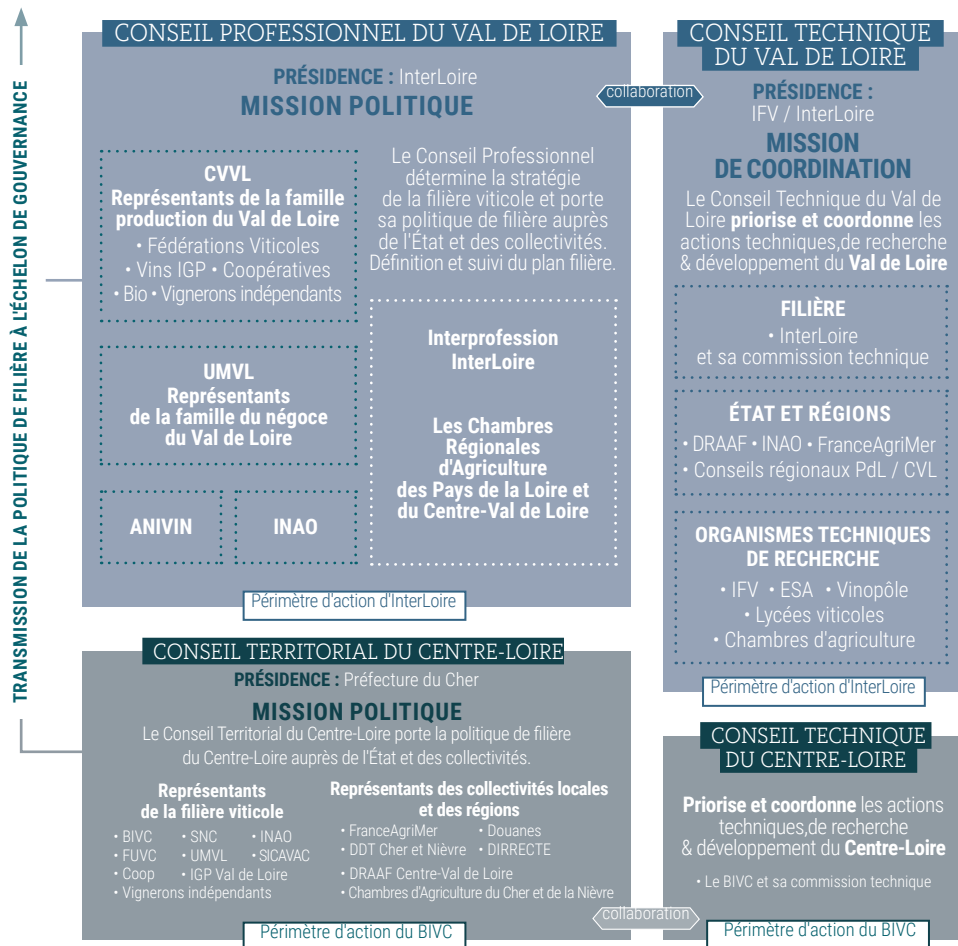 TRANSMISSION DE LA POLITIQUE DE FILIÈRE À L'ÉCHELON DE GOUVERNANCE
CONSEIL PROFESSIONNEL DU VAL DE LOIRE
PRÉSIDENCE : InterLoire
MISSION POLITIQUE
CVVL
Représentants de la famille
production du Val de Loire
• Fédérations Viticoles
• Vins IGP • Coopératives
• Bio • Vignerons indépendants
UMVL
Représentants
de la famille du négoce
du Val de Loire
ANIVIN
INAO
Le Conseil Professionnel
détermine la stratégie
de la filière viticole et porte
sa politique de filière auprès
de l'État et des collectivités.
Définition et suivi du plan filière.
Interprofession
InterLoire
Les Chambres
Régionales
d'Agriculture
des Pays de la Loire et
du Centre-Val de Loire
Périmètre d'action d'InterLoire
collaboration
CONSEIL TECHNIQUE
DU VAL DE LOIRE
PRÉSIDENCE :
IFV / InterLoire
MISSION
DE COORDINATION
Le Conseil Technique du Val de
Loire priorise et coordonne les
actions techniques,de recherche
& développement du Val de Loire
FILIÈRE
• InterLoire
et sa commission technique
ÉTAT ET RÉGIONS
• DRAAF • INAO • FranceAgriMer
• Conseils régionaux PdL / CVL
ORGANISMES TECHNIQUES
DE RECHERCHE
• IFV • ESA • Vinopôle
• Lycées viticoles
• Chambres d'agriculture
Périmètre d'action d'InterLoire
CONSEIL TERRITORIAL DU CENTRE-LOIRE
PRÉSIDENCE : Préfecture du Cher
MISSION POLITIQUE
Le Conseil Territorial du Centre-Loire porte la politique de filière
du Centre-Loire auprès de l'État et des collectivités.
Représentants
de la filière viticole
• BIVC • SNC • INAO
• FUVC • UMVL • SICAVAC
• Coop • IGP Val de Loire
• Vignerons indépendants
Représentants des collectivités locales
et des régions
• FranceAgriMer • Douanes
• DDT Cher et Nièvre • DIRRECTE
• DRAAF Centre-Val de Loire
• Chambres d'Agriculture du Cher et de la Nièvre
Périmètre d'action du BIVC
collaboration
CONSEIL TECHNIQUE
DU CENTRE-LOIRE
Priorise et coordonne les actions
techniques,de recherche
& développement du Centre-Loire
• Le BIVC et sa commission technique
Périmètre d'action du BIVC